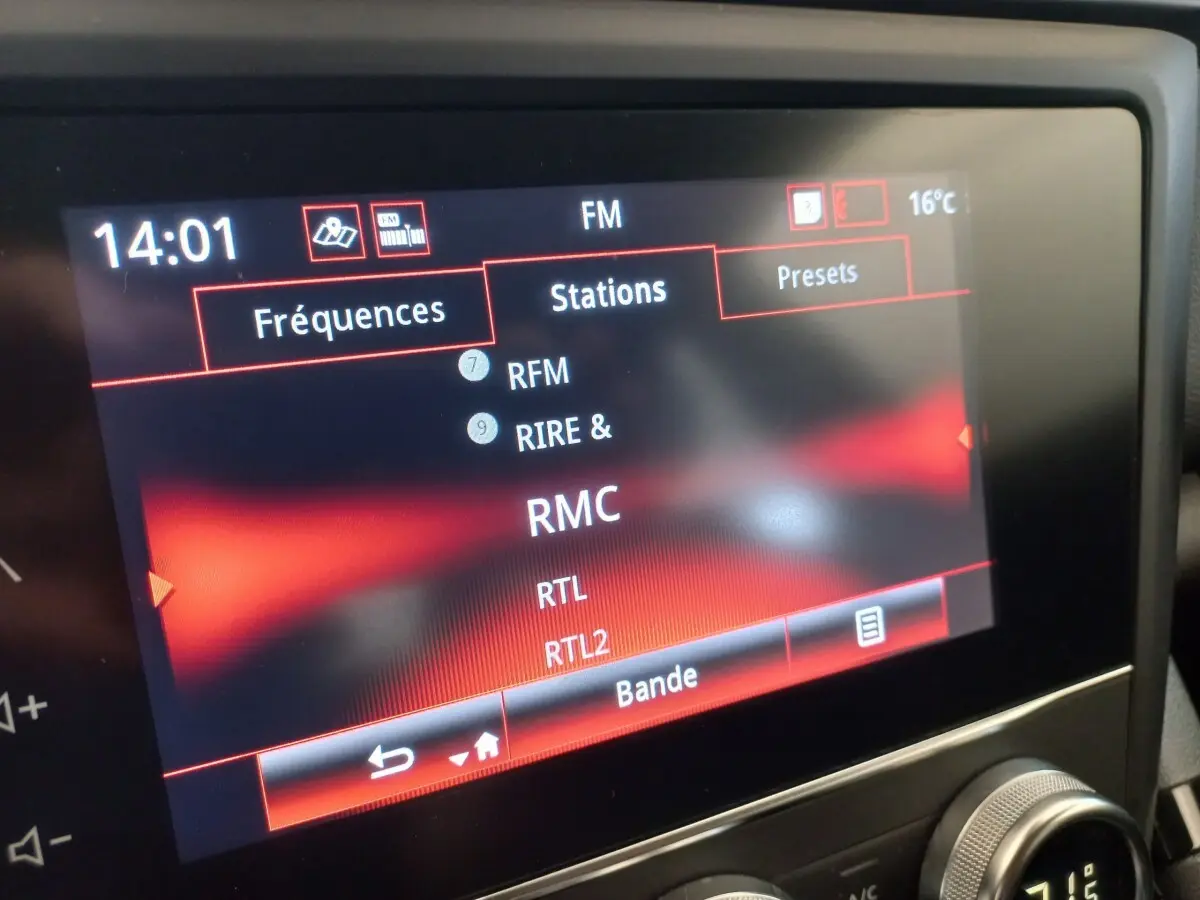 14:01 FM 16°C
Fréquences Stations Presets
7 RFM
9 RIRE &
RMC
RTL
RTL2
Bande
A/C